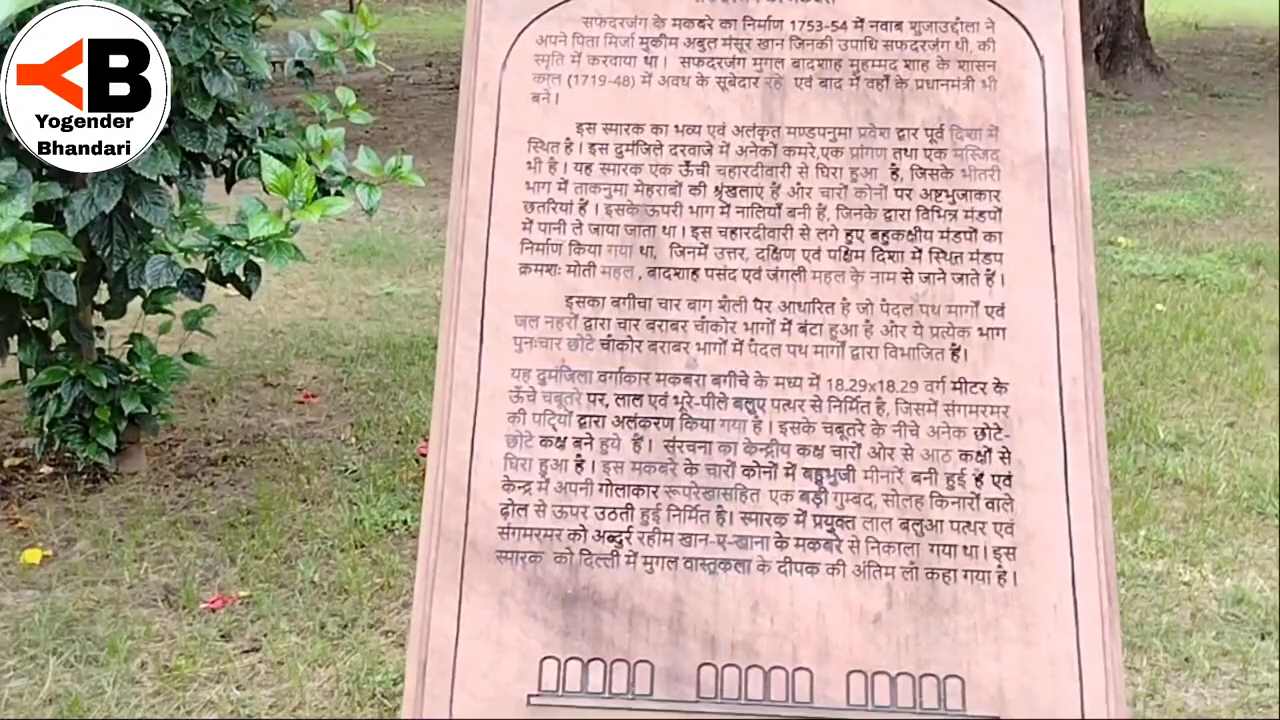 Yogender
Bhandari
सफदरजंग के मकबरे का निर्माण 1753-54 में नवाब शुजाउद्दौला ने
अपने पिता मिर्जा मुकीम अबुल मंसूर खान जिनकी उपाधि सफदरजंग थी, की
स्मृति में करवाया था। सफदरजंग मुगल बादशाह मुहम्मद शाह के शासन
काल (1719-48) में अवध के सूबेदार रहे एवं बाद में वहाँ के प्रधानमंत्री भी
बने।
इस स्मारक का भव्य एवं अलंकृत मण्डपनुमा प्रवेश द्वार पूर्व दिशा में
स्थित है। इस दुमंजिले दरवाजे में अनेकों कमरे,एक प्रांगण तथा एक मस्जिद
भी है। यह स्मारक एक ऊँची चहारदीवारी से घिरा हुआ है, जिसके भीतरी
भाग में ताकनुमा मेहराबों की श्रृंखलाएं हैं और चारों कोनों पर अष्टभुजाकार
छतरियां हैं। इसके ऊपरी भाग में नालियाँ बनी हैं, जिनके द्वारा विभिन्न मंडपों
में पानी ले जाया जाता था। इस चहारदीवारी से लगे हुए बहुकक्षीय मंडपों का
निर्माण किया गया था, जिनमें उत्तर, दक्षिण एवं पश्चिम दिशा में स्थित मंडप
क्रमशः मोती महल, बादशाह पसंद एवं जंगली महल के नाम से जाने जाते हैं।
इसका बगीचा चार बाग शैली पर आधारित है जो पैदल पथ मार्गों एवं
जल नहरों द्वारा चार बराबर चौकोर भागों में बंटा हुआ है और ये प्रत्येक भाग
पुनःचार छोटे चौकोर बराबर भागों में पैदल पथ मार्गों द्वारा विभाजित हैं।
यह दुमंजिला वर्गाकार मकबरा बगीचे के मध्य में 18.29x18.29 वर्ग मीटर के
ऊँचे चबूतरे पर, लाल एवं भूरे-पीले बलुए पत्थर से निर्मित है, जिसमें संगमरमर
की पट्टियों द्वारा अलंकरण किया गया है। इसके चबूतरे के नीचे अनेक छोटे-
छोटे कक्ष बने हुये हैं। संरचना का केन्द्रीय कक्ष चारों ओर से आठ कक्षों से
घिरा हुआ है। इस मकबरे के चारों कोनों में बहुभुजी मीनारें बनी हुई हैं एवं
केन्द्र में अपनी गोलाकार रूपरेखासहित एक बड़ी गुम्बद, सोलह किनारों वाले
ढ़ोल से ऊपर उठती हुई निर्मित है। स्मारक में प्रयुक्त लाल बलुआ पत्थर एवं
संगमरमर को अब्दुर्र रहीम खान-ए-खाना के मकबरे से निकाला गया था। इस
स्मारक को दिल्ली में मुगल वास्तुकला के दीपक की अंतिम लौ कहा गया है।